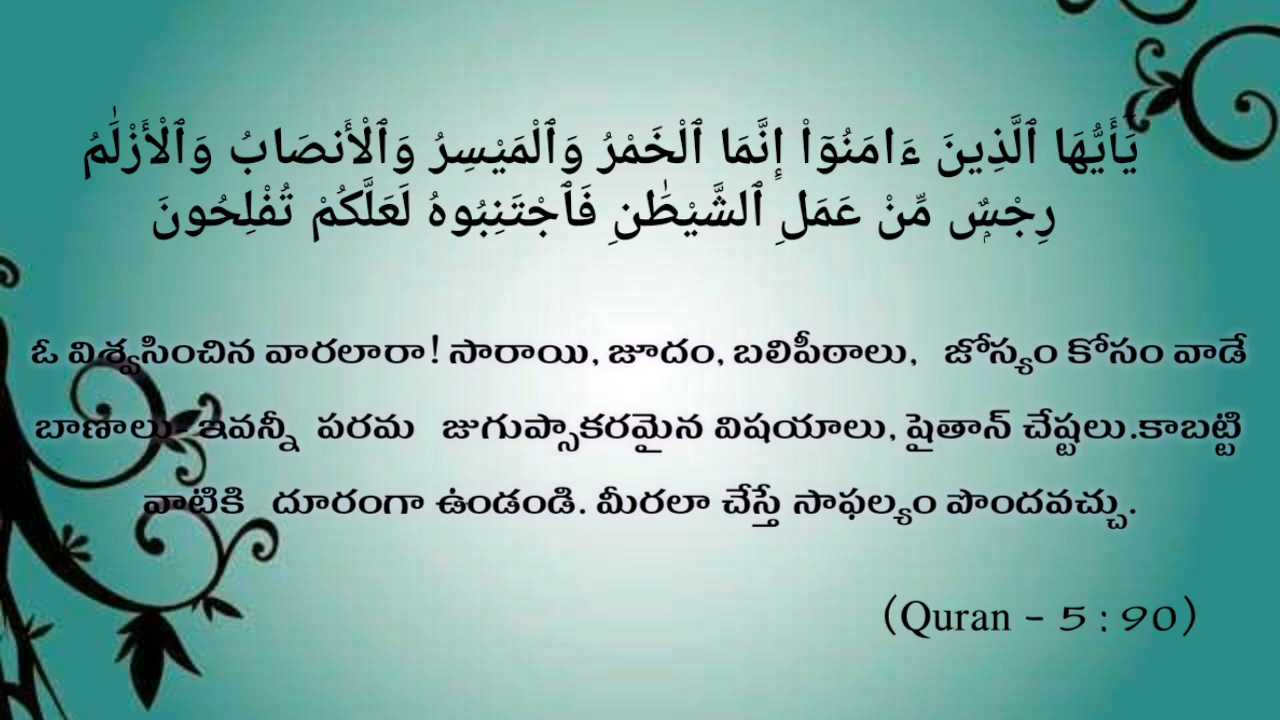 يَٰٓأَيُّهَا ٱلَّذِينَ ءَامَنُوٓا۟ إِنَّمَا ٱلْخَمْرُ وَٱلْمَيْسِرُ وَٱلْأَنصَابُ وَٱلْأَزْلَٰمُ
رِجْسٌۭ مِّنْ عَمَلِ ٱلشَّيْطَٰنِ فَٱجْتَنِبُوهُ لَعَلَّكُمْ تُفْلِحُونَ
ఓ విశ్వసించిన వారలారా! సారాయి, జూదం, బలిపీఠాలు, జోస్యం కోసం వాడే
బాణాలు- ఇవన్నీ పరమ జుగుప్సాకరమైన విషయాలు, షైతాన్ చేష్టలు.కాబట్టి
వాటికి దూరంగా ఉండండి. మీరలా చేస్తే సాఫల్యం పొందవచ్చు.
(Quran - 5 : 90)